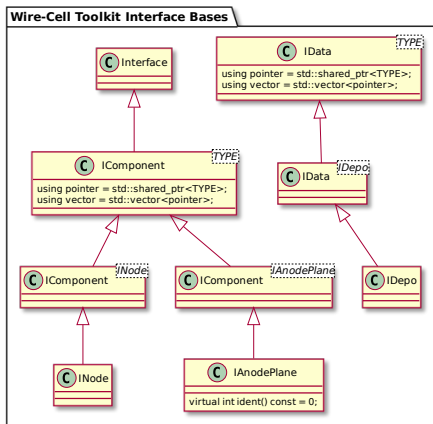 Wire-Cell Toolkit Interface Bases
C Interface
C IData TYPE
using pointer = std::shared_ptr<TYPE>;
using vector = std::vector<pointer>;
C IComponent TYPE
using pointer = std::shared_ptr<TYPE>;
using vector = std::vector<pointer>;
C IData IDepo
C IComponent INode
C IComponent IAnodePlane
C IDepo
C INode
C IAnodePlane
virtual int ident() const = 0;